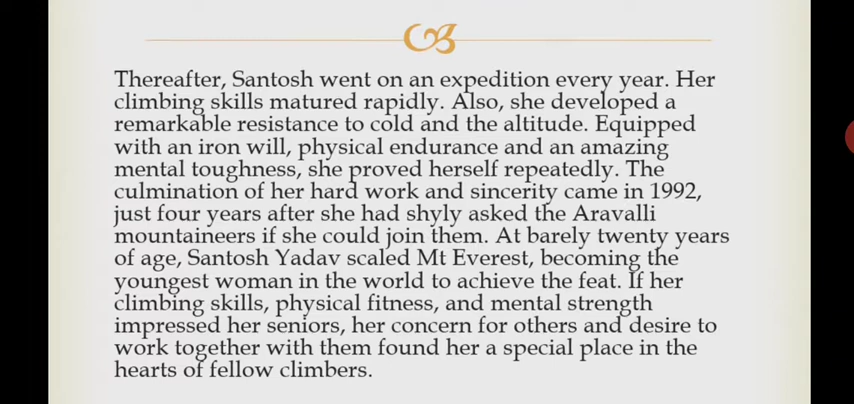 Thereafter, Santosh went on an expedition every year. Her
climbing skills matured rapidly. Also, she developed a
remarkable resistance to cold and the altitude. Equipped
with an iron will, physical endurance and an amazing
mental toughness, she proved herself repeatedly. The
culmination of her hard work and sincerity came in 1992,
just four years after she had shyly asked the Aravalli
mountaineers if she could join them. At barely twenty years
of age, Santosh Yadav scaled Mt Everest, becoming the
youngest woman in the world to achieve the feat. If her
climbing skills, physical fitness, and mental strength
impressed her seniors, her concern for others and desire to
work together with them found her a special place in the
hearts of fellow climbers.